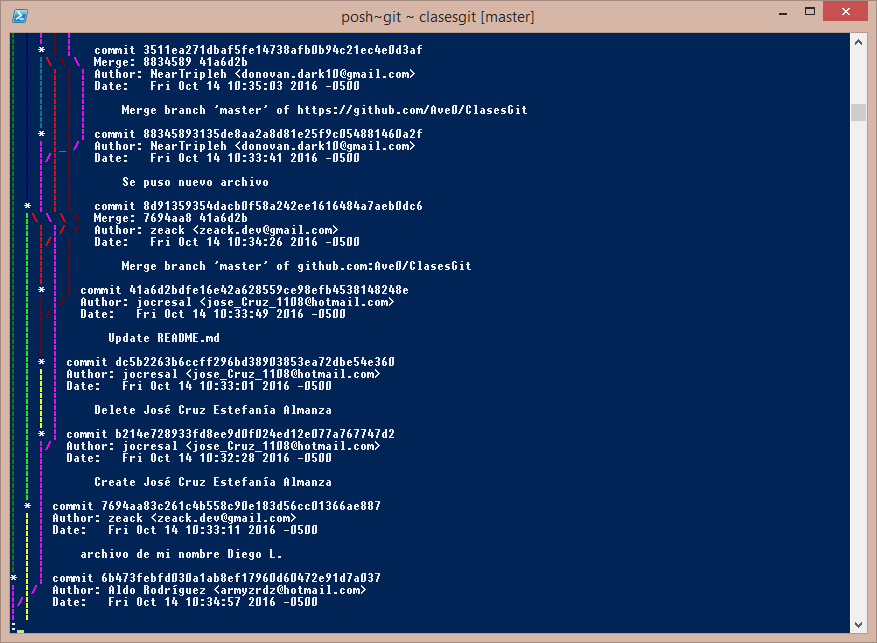 posh~git ~ clasesgit [master]
* commit 3511ea271dbaf5fe14738afb0b94c21ec4e0d3af
Merge: 8834589 41a6d2b
Author: NearTripleh <donovan.dark10@gmail.com>
Date: Fri Oct 14 10:35:03 2016 -0500
Merge branch 'master' of https://github.com/Ave0/ClasesGit
* commit 88345893135de8aa2a8d81e25f9c054881460a2f
Author: NearTripleh <donovan.dark10@gmail.com>
Date: Fri Oct 14 10:33:41 2016 -0500
Se puso nuevo archivo
* commit 8d91359354dacb0f58a242ee1616484a7aeb0dc6
Merge: 7694aa8 41a6d2b
Author: zeack <zeack.dev@gmail.com>
Date: Fri Oct 14 10:34:26 2016 -0500
Merge branch 'master' of github.com:Ave0/ClasesGit
* commit 41a6d2bdfe16e42a628559ce98efb4538148248e
Author: jocresal <jose_Cruz_1108@hotmail.com>
Date: Fri Oct 14 10:33:49 2016 -0500
Update README.md
* commit dc5b2263b6ccff296bd38903853ea72dbe54e360
Author: jocresal <jose_Cruz_1108@hotmail.com>
Date: Fri Oct 14 10:33:01 2016 -0500
Delete José Cruz Estefanía Almanza
* commit b214e728933fd8ee9d0f024ed12e077a767747d2
Author: jocresal <jose_Cruz_1108@hotmail.com>
Date: Fri Oct 14 10:32:28 2016 -0500
Create José Cruz Estefanía Almanza
* commit 7694aa83c261c4b558c90e183d56cc01366ae887
Author: zeack <zeack.dev@gmail.com>
Date: Fri Oct 14 10:33:11 2016 -0500
archivo de mi nombre Diego L.
* commit 6b473febfd030a1ab8ef17960d60472e91d7a037
Author: Aldo Rodríguez <armyzrdz@hotmail.com>
Date: Fri Oct 14 10:34:57 2016 -0500
: